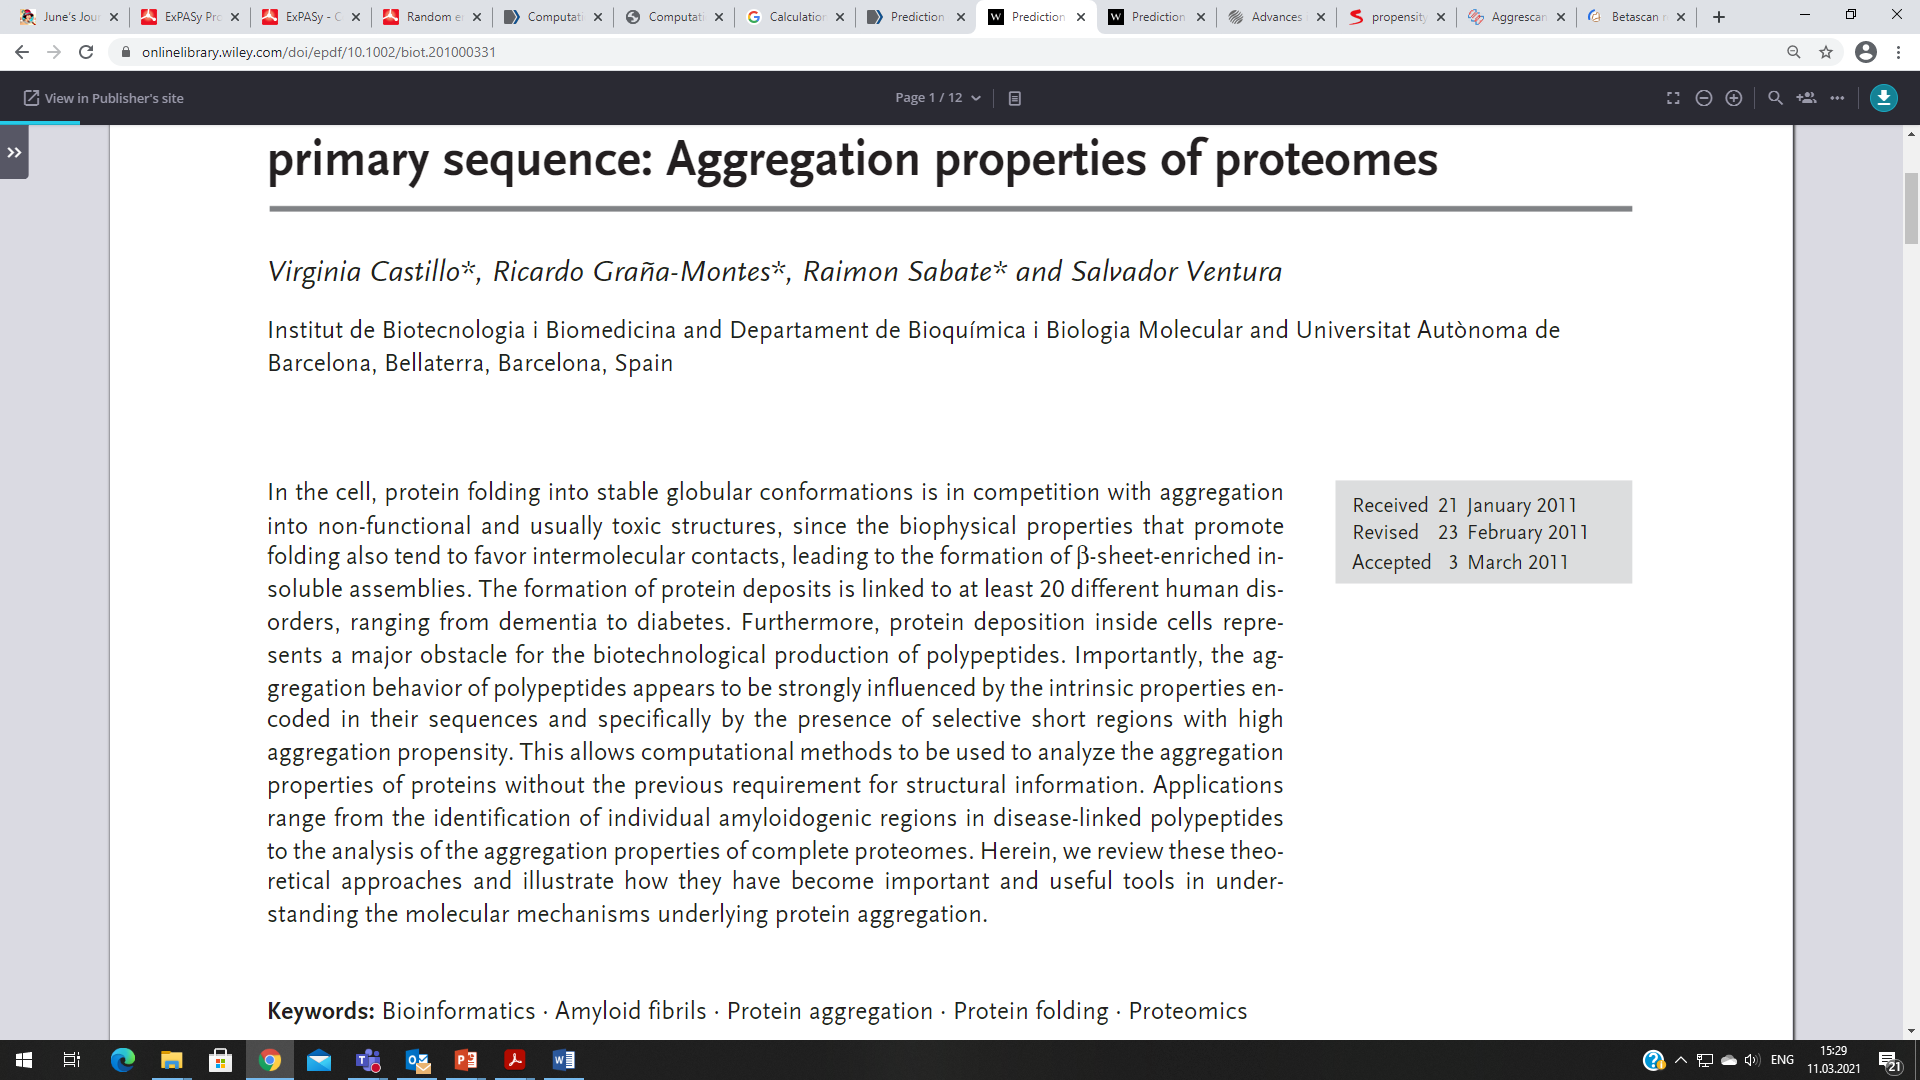 June's Jour
ExPASy Pro
ExPASy - C
Random e
Computati
Computati
Calculation
Prediction
Prediction
Prediction
Advances
propensity
Aggrescan
Betascan
onlinelibrary.wiley.com/doi/epdf/10.1002/biot.201000331
View in Publisher's site
Page 1 / 12
primary sequence: Aggregation properties of proteomes
Virginia Castillo*, Ricardo Graña-Montes*, Raimon Sabate* and Salvador Ventura
Institut de Biotecnologia i Biomedicina and Departament de Bioquímica i Biologia Molecular and Universitat Autònoma de
Barcelona, Bellaterra, Barcelona, Spain
In the cell, protein folding into stable globular conformations is in competition with aggregation
into non-functional and usually toxic structures, since the biophysical properties that promote
folding also tend to favor intermolecular contacts, leading to the formation of β-sheet-enriched in-
soluble assemblies. The formation of protein deposits is linked to at least 20 different human dis-
orders, ranging from dementia to diabetes. Furthermore, protein deposition inside cells repre-
sents a major obstacle for the biotechnological production of polypeptides. Importantly, the ag-
gregation behavior of polypeptides appears to be strongly influenced by the intrinsic properties en-
coded in their sequences and specifically by the presence of selective short regions with high
aggregation propensity. This allows computational methods to be used to analyze the aggregation
properties of proteins without the previous requirement for structural information. Applications
range from the identification of individual amyloidogenic regions in disease-linked polypeptides
to the analysis of the aggregation properties of complete proteomes. Herein, we review these theo-
retical approaches and illustrate how they have become important and useful tools in under-
standing the molecular mechanisms underlying protein aggregation.
Received 21 January 2011
Revised 23 February 2011
Accepted 3 March 2011
Keywords: Bioinformatics · Amyloid fibrils · Protein aggregation · Protein folding · Proteomics
ENG
15:29
11.03.2021
21